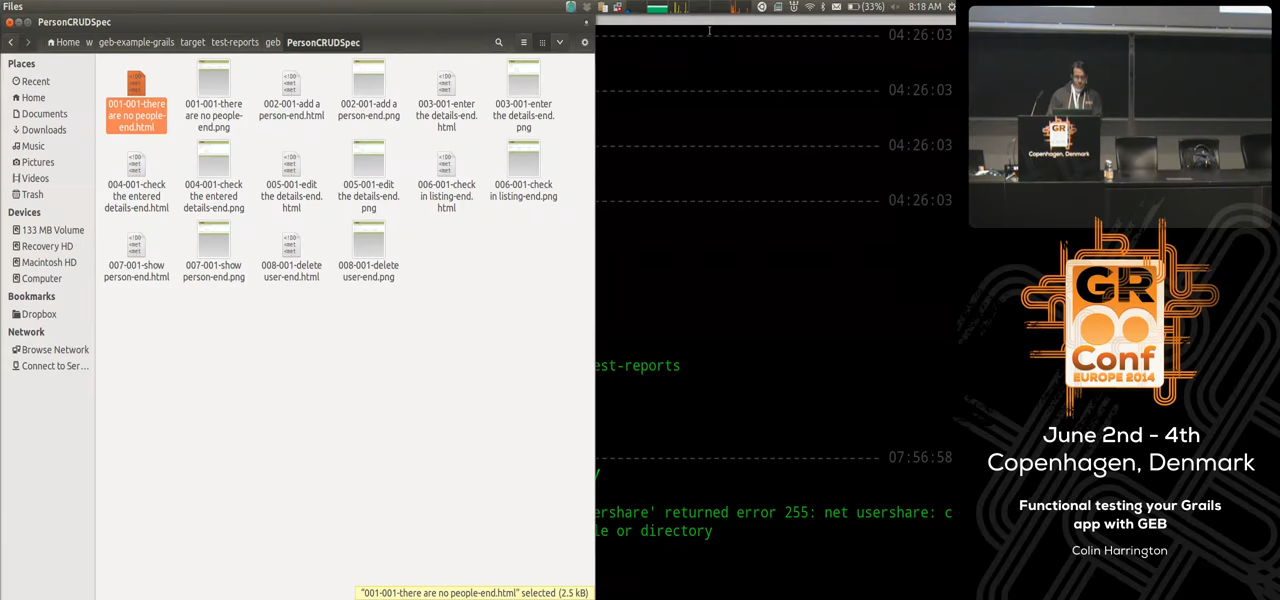 Files
(33%)
8:18 AM
PersonCRUDSpec
Home w geb-example-grails target test-reports geb PersonCRUDSpec
Places
Recent
Home
Documents
Downloads
Music
Pictures
Videos
Trash
Devices
133 MB Volume
Recovery HD
Macintosh HD
Computer
Bookmarks
Dropbox
Network
Browse Network
Connect to Ser...
001-001-there
are no people-
end.html
001-001-there
are no people-
end.png
002-001-add a
person-end.html
002-001-add a
person-end.png
003-001-enter
the details-end.
html
003-001-enter
the details-end.
png
004-001-check
the entered
details-end.html
004-001-check
the entered
details-end.png
005-001-edit
the details-end.
html
005-001-edit
the details-end.
png
006-001-check
in listing-end.
html
006-001-check
in listing-end.png
007-001-show
person-end.html
007-001-show
person-end.png
008-001-delete
user-end.html
008-001-delete
user-end.png
"001-001-there are no people-end.html" selected (2.5 kB)
04:26:03
04:26:03
04:26:03
04:26:03
est-reports
07:56:58
y
ershare' returned error 255: net usershare: c
le or directory
GR
Copenhagen, Denmark
GR
Conf
EUROPE 2014
June 2nd - 4th
Copenhagen, Denmark
Functional testing your Grails
app with GEB
Colin Harrington